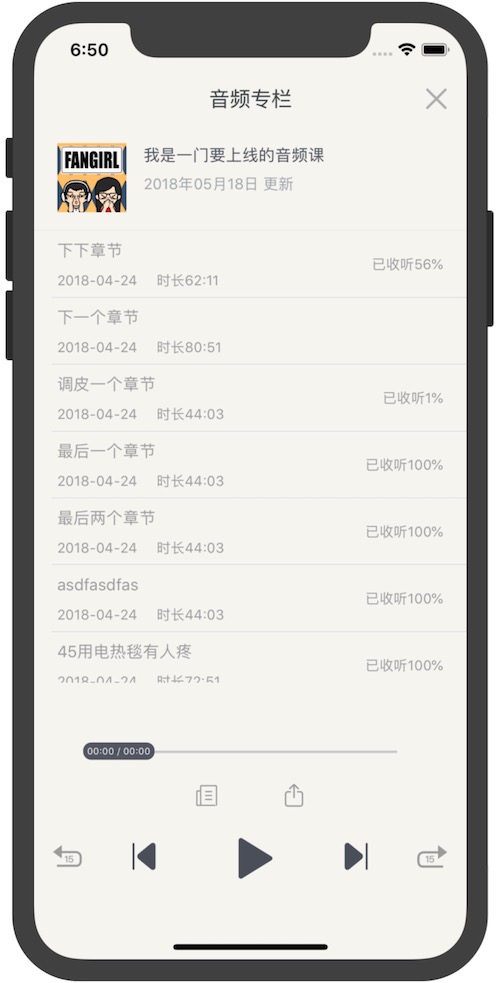 6:50
音频专栏
FANGIRL
我是一门要上线的音频课
2018年05月18日 更新
下下章节
已收听56%
2018-04-24 时长62:11
下一个章节
2018-04-24 时长80:51
调皮一个章节
已收听1%
2018-04-24 时长44:03
最后一个章节
已收听100%
2018-04-24 时长44:03
最后两个章节
已收听100%
2018-04-24 时长44:03
asdfasdfas
已收听100%
2018-04-24 时长44:03
45用电热毯有人疼
已收听100%
2018-04-24 时长72:51
00:00 / 00:00
15
15